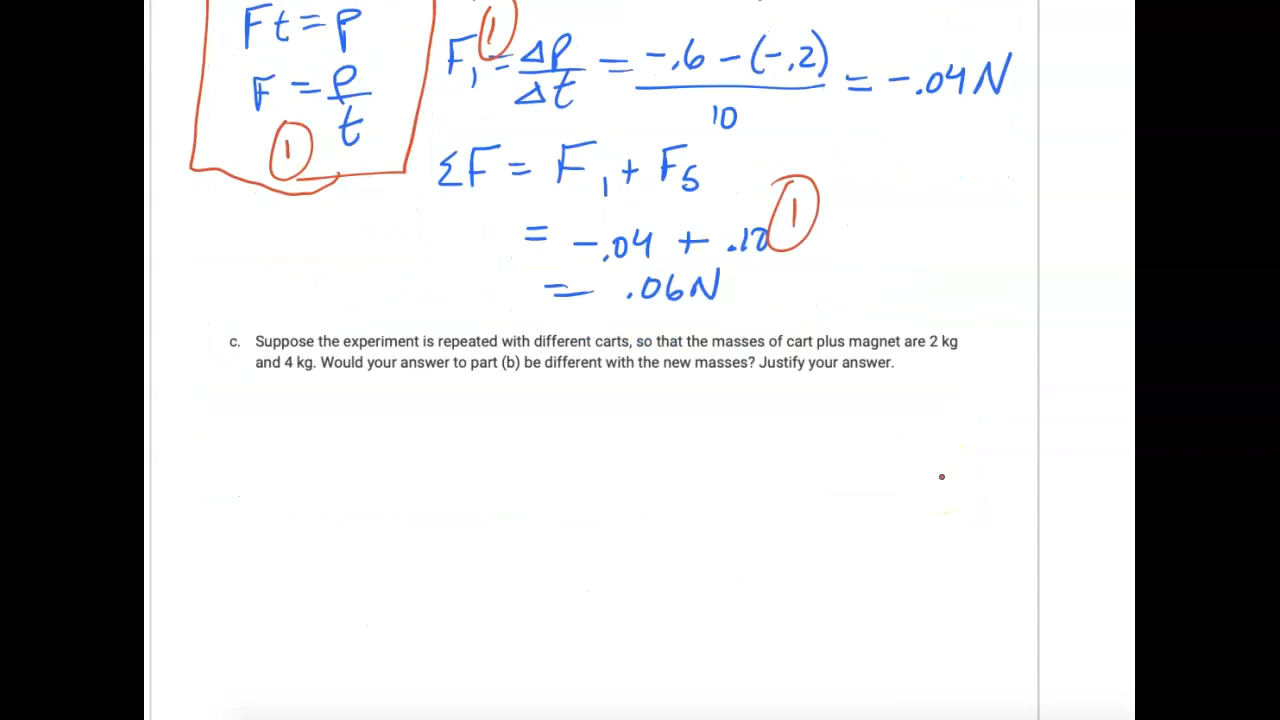 Ft = P
F = P/t
①
F₁ = ΔP/Δt = -.6 - (-.2)/10 = -.04N
①
ΣF = F₁ + F₅
= -.04 + .10
①
= .06N
c. Suppose the experiment is repeated with different carts, so that the masses of cart plus magnet are 2 kg
and 4 kg. Would your answer to part (b) be different with the new masses? Justify your answer.